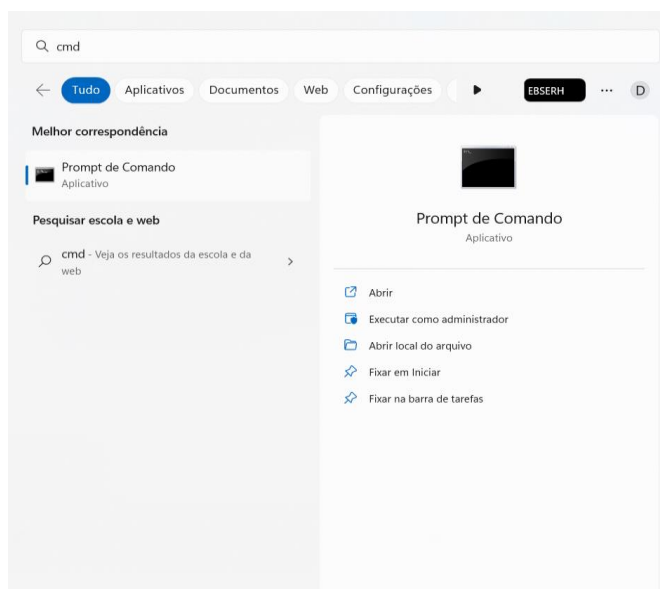 cmd
Tudo Aplicativos Documentos Web Configurações EBSERH ... D
Melhor correspondência
Prompt de Comando
Aplicativo
Pesquisar escola e web
cmd - Veja os resultados da escola e da
web
Prompt de Comando
Aplicativo
Abrir
Executar como administrador
Abrir local do arquivo
Fixar em Iniciar
Fixar na barra de tarefas